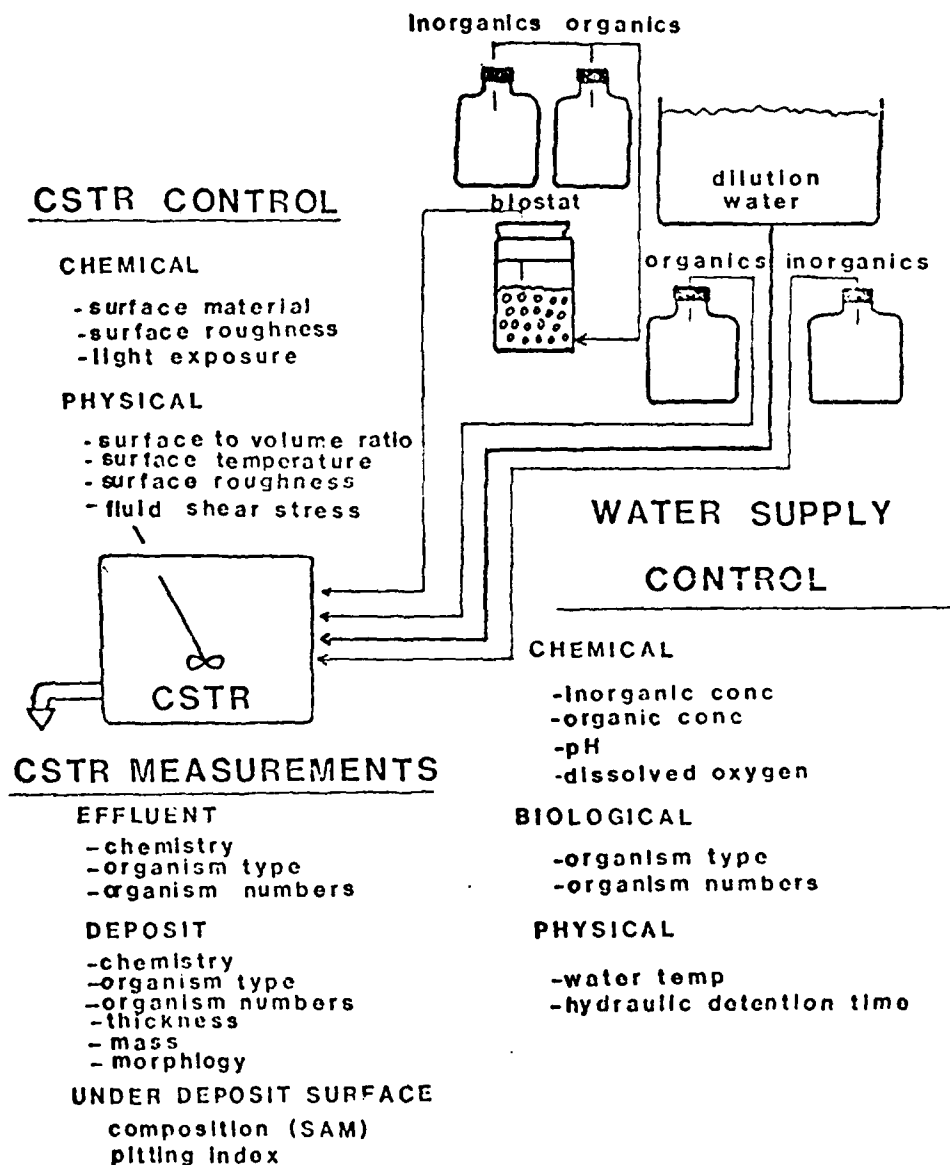 Inorganics organics
dilution
water
biostat
organics inorganics
CSTR CONTROL
CHEMICAL
-surface material
-surface roughness
-light exposure
PHYSICAL
-surface to volume ratio
-surface temperature
-surface roughness
-fluid shear stress
CSTR
WATER SUPPLY
CONTROL
CHEMICAL
-inorganic conc
-organic conc
-pH
-dissolved oxygen
BIOLOGICAL
-organism type
-organism numbers
PHYSICAL
-water temp
-hydraulic detention time
CSTR MEASUREMENTS
EFFLUENT
-chemistry
-organism type
-organism numbers
DEPOSIT
-chemistry
-organism type
-organism numbers
-thickness
-mass
-morphlogy
UNDER DEPOSIT SURFACE
composition (SAM)
pitting index